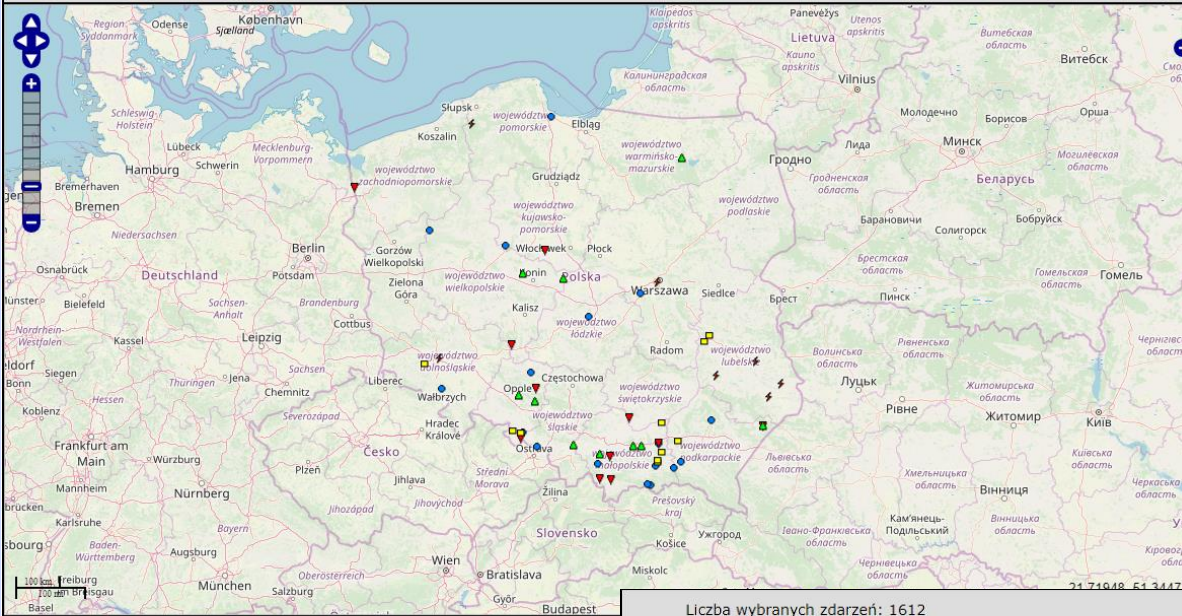 København
Region
Syddanmark
Odense
Sjælland
Klaipėdos
apskritis
Panevėžys
Utenos
apskritis
Lietuva
Kauno
apskritis
Vilnius
Витебская
область
Витебск
Калининградская
область
Schleswig-
Holstein
Słupsk
Koszalin
województwo
pomorskie
Elbląg
Молодечно
Борисов
Орша
Lübeck
Schwerin
Mecklenburg-
Vorpommern
Hamburg
województwo
zachodniopomorskie
Grudziądz
województwo
warmińsko-
mazurskie
Гродно
Лида
Минск
Могилёвская
область
Гродненская
область
Беларусь
Bremerhaven
Bremen
województwo
kujawsko-
pomorskie
województwo
podlaskie
Барановичи
Бобруйск
Солигорск
Niedersachsen
Berlin
Gorzów
Wielkopolski
Włocławek
Płock
Брестская
область
Гомельская
область
Гомель
Osnabrück
Deutschland
Potsdam
Sachsen-
Anhalt
Zielona
Góra
województwo
wielkopolskie
Konin
Polska
Warszawa
Siedlce
Брест
Пинск
Münster
Bielefeld
Brandenburg
Kalisz
Nordrhein-
Westfalen
Kassel
Leipzig
Cottbus
województwo
łódzkie
Radom
województwo
lubelskie
Волинська
область
Рівненська
область
Siegen
Bonn
Thüringen
Jena
Sachsen
Chemnitz
Liberec
województwo
dolnośląskie
Wałbrzych
Opole
Częstochowa
województwo
świętokrzyskie
Луцьк
Рівне
Житомирська
область
Житомир
Київ
Київська
область
Koblenz
Hessen
Severozápad
Hradec
Králové
województwo
śląskie
Frankfurt am
Main
Würzburg
Česko
Ostrava
województwo
małopolskie
województwo
podkarpackie
Львівська
область
Хмельницька
область
Mannheim
Nürnberg
Plzeň
Jihlava
Střední
Morava
Вінниця
Черкаська
область
Karlsruhe
Jihozápad
Jihovýchod
Žilina
Prešovský
kraj
Кам'янець-
Подільський
Вінницька
область
Baden-
Württemberg
Bayern
Slovensko
Košice
Ужгород
Івано-Франківська
область
Augsburg
Wien
Bratislava
Miskolc
Чернівецька
область
100 km
Freiburg
im Breisgau
München
Oberösterreich
Salzburg
Győr
Budapest
Basel
21.71948, 51.3447
Liczba wybranych zdarzeń: 1612